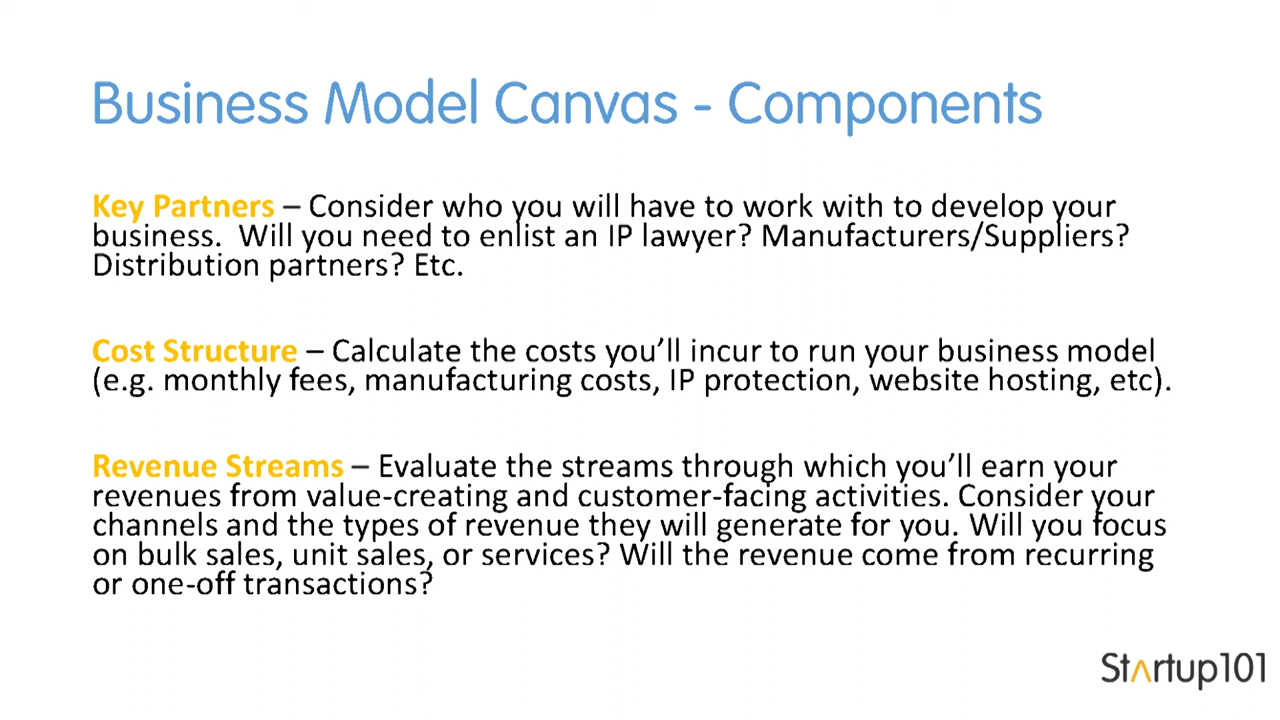 Business Model Canvas - Components
Key Partners – Consider who you will have to work with to develop your
business.  Will you need to enlist an IP lawyer? Manufacturers/Suppliers?
Distribution partners? Etc.
Cost Structure – Calculate the costs you’ll incur to run your business model
(e.g. monthly fees, manufacturing costs, IP protection, website hosting, etc).
Revenue Streams – Evaluate the streams through which you’ll earn your
revenues from value-creating and customer-facing activities. Consider your
channels and the types of revenue they will generate for you. Will you focus
on bulk sales, unit sales, or services? Will the revenue come from recurring
or one-off transactions?
Startup101